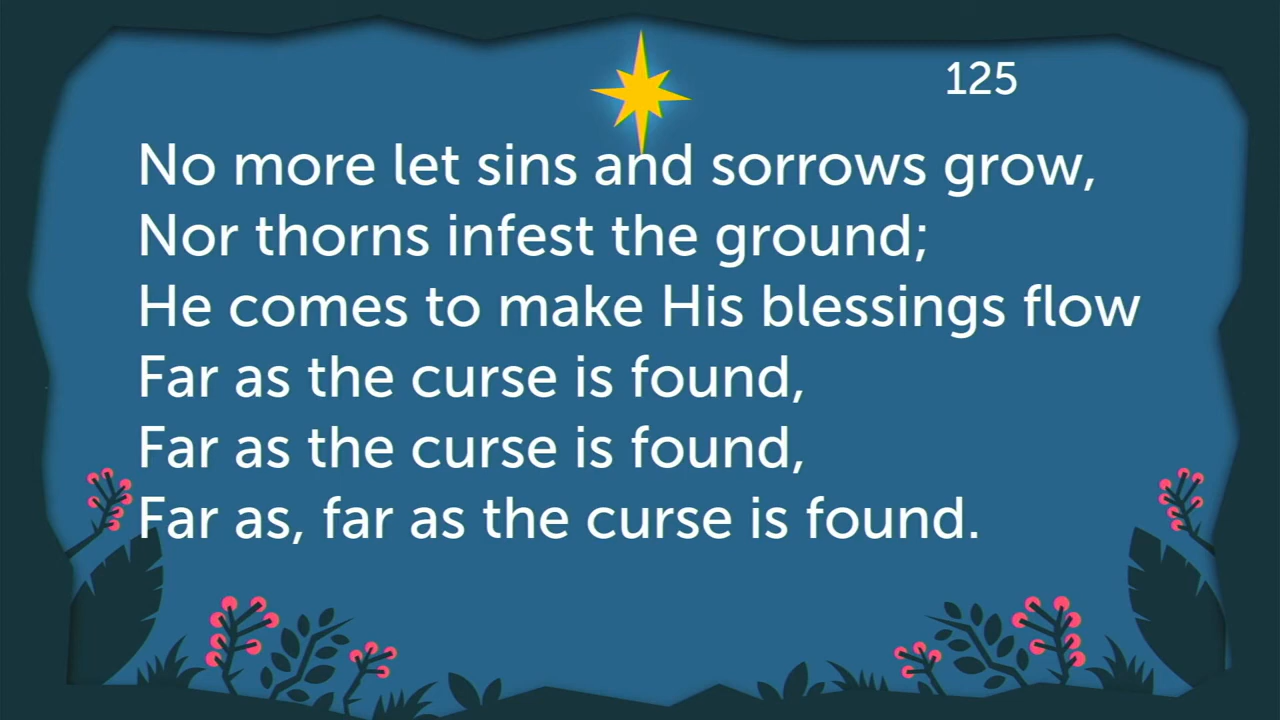 125
No more let sins and sorrows grow,
Nor thorns infest the ground;
He comes to make His blessings flow
Far as the curse is found,
Far as the curse is found,
Far as, far as the curse is found.